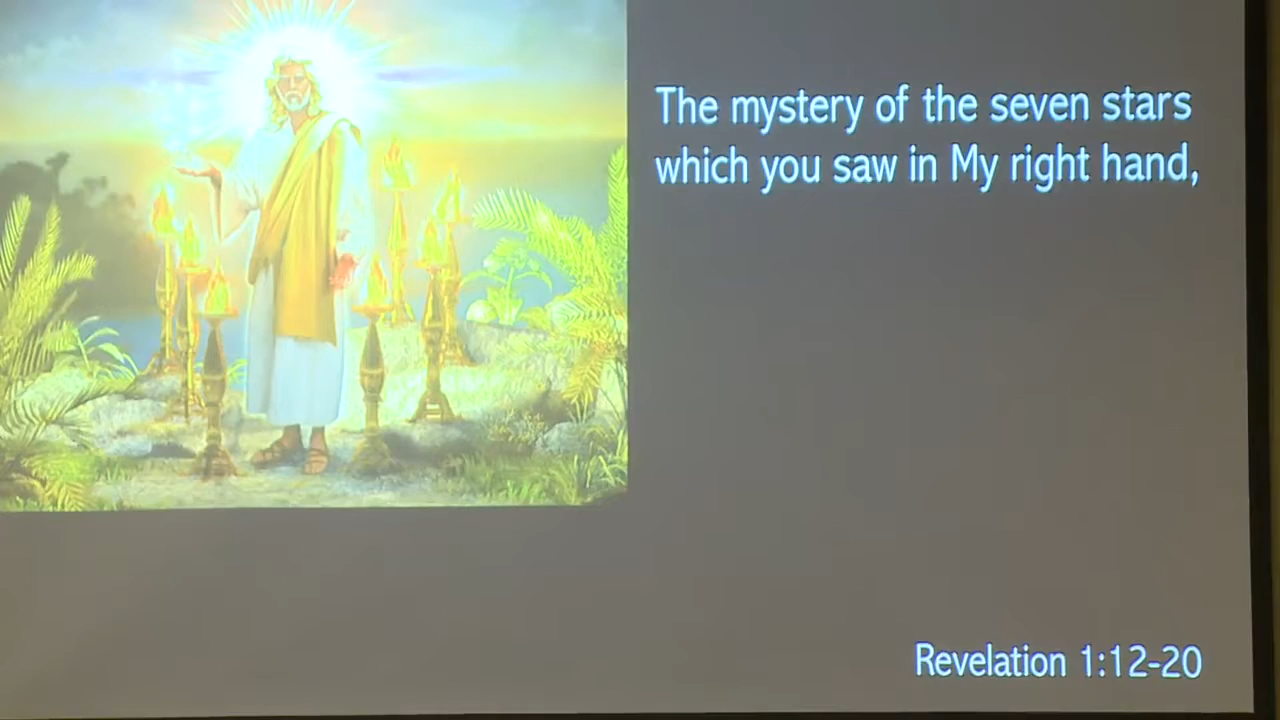 The mystery of the seven stars
which you saw in My right hand,
Revelation 1:12-20